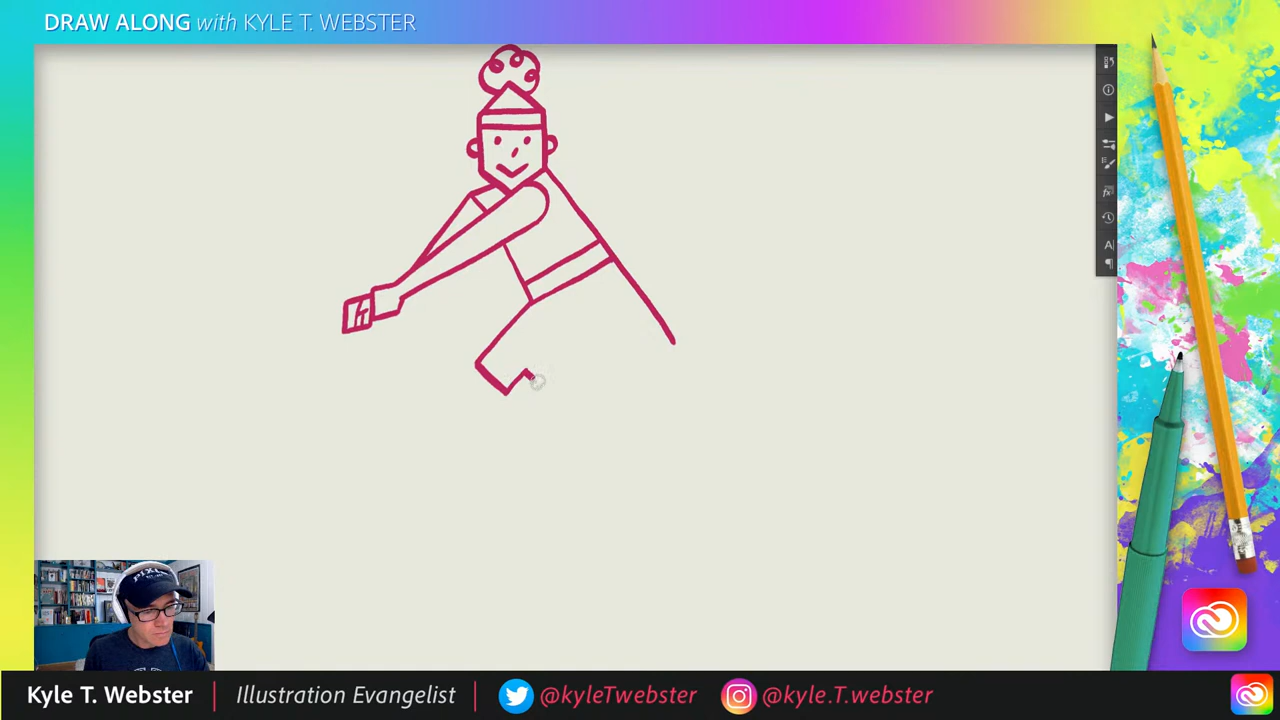 DRAW ALONG with KYLE T. WEBSTER
Kyle T. Webster | Illustration Evangelist | @kyleTwebster @kyle.T.webster